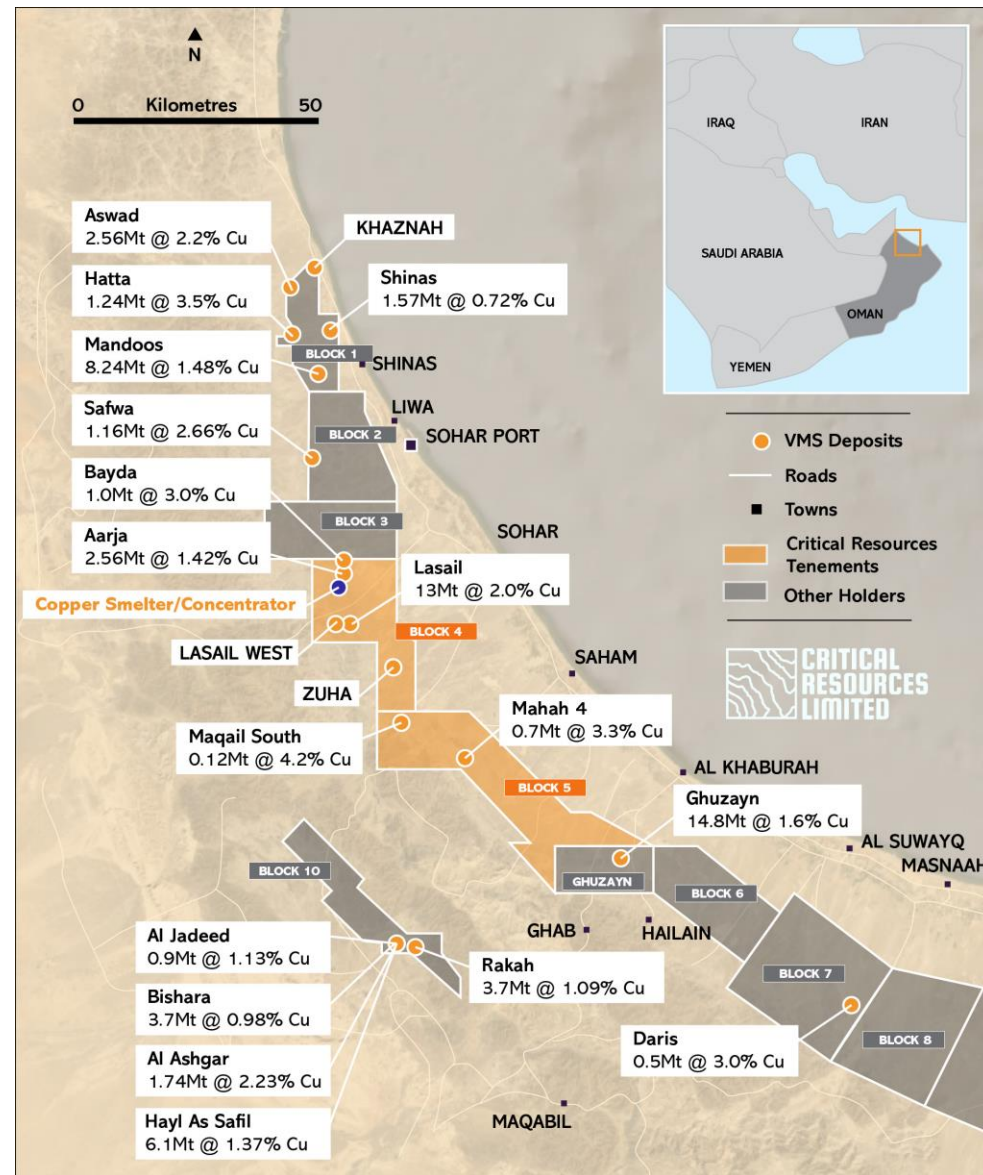 N
0 Kilometres 50
IRAQ
IRAN
SAUDI ARABIA
OMAN
YEMEN
Aswad
2.56Mt @ 2.2% Cu
KHAZNAH
Hatta
1.24Mt @ 3.5% Cu
Shinas
1.57Mt @ 0.72% Cu
Mandoos
8.24Mt @ 1.48% Cu
BLOCK 1
SHINAS
Safwa
1.16Mt @ 2.66% Cu
LIWA
BLOCK 2
SOHAR PORT
Bayda
1.0Mt @ 3.0% Cu
BLOCK 3
SOHAR
Aarja
2.56Mt @ 1.42% Cu
Lasail
13Mt @ 2.0% Cu
Copper Smelter/Concentrator
BLOCK 4
LASAIL WEST
SAHAM
ZUHA
Maqail South
0.12Mt @ 4.2% Cu
Mahah 4
0.7Mt @ 3.3% Cu
AL KHABURAH
BLOCK 5
Ghuzayn
14.8Mt @ 1.6% Cu
AL SUWAYQ
MASNAAH
BLOCK 10
GHUZAYN
BLOCK 6
GHAB
HAILAIN
Al Jadeed
0.9Mt @ 1.13% Cu
Rakah
3.7Mt @ 1.09% Cu
BLOCK 7
Bishara
3.7Mt @ 0.98% Cu
Daris
0.5Mt @ 3.0% Cu
BLOCK 8
Al Ashgar
1.74Mt @ 2.23% Cu
Hayl As Safil
6.1Mt @ 1.37% Cu
MAQABIL
VMS Deposits
Roads
Towns
Critical Resources
Tenements
Other Holders
CRITICAL
RESOURCES
LIMITED